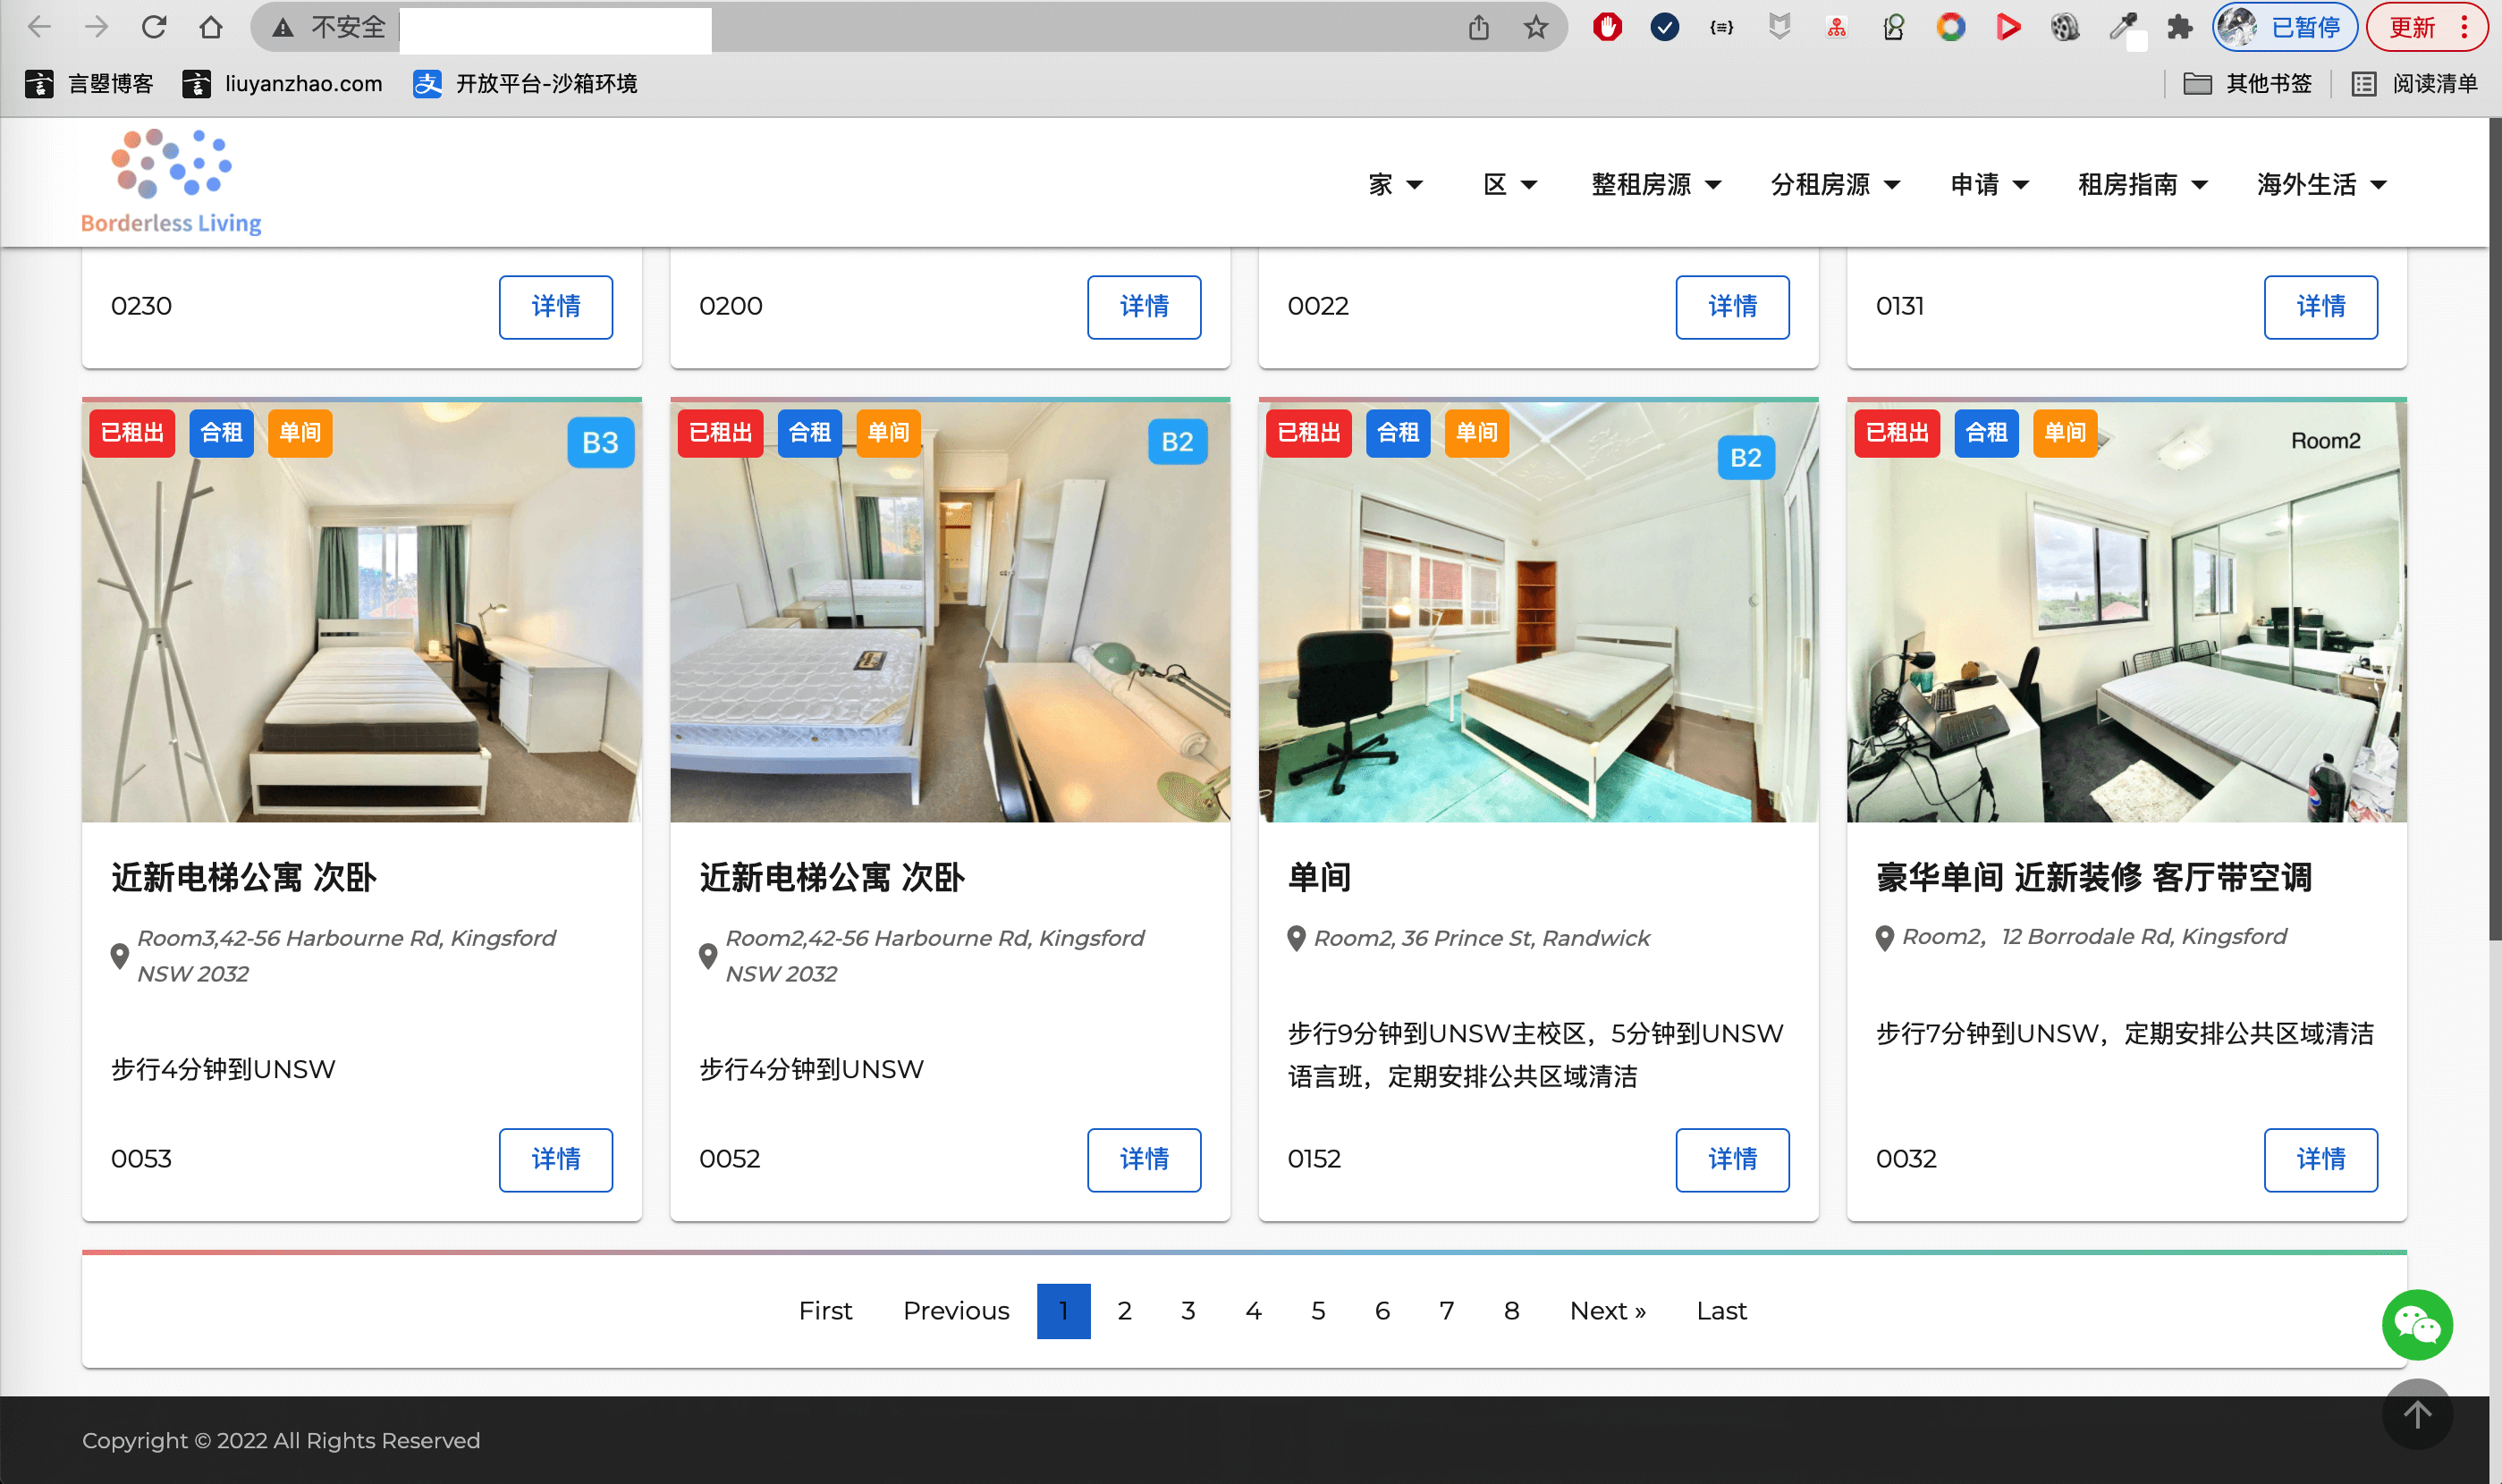 不安全
已暂停
更新
言曌博客
liuyanzhao.com
开放平台-沙箱环境
其他书签
阅读清单
Borderless Living
家
区
整租房源
分租房源
申请
租房指南
海外生活
0230
详情
0200
详情
0022
详情
0131
详情
已租出
合租
单间
B3
近新电梯公寓 次卧
Room3,42-56 Harbourne Rd, Kingsford
NSW 2032
步行4分钟到UNSW
0053
详情
已租出
合租
单间
B2
近新电梯公寓 次卧
Room2,42-56 Harbourne Rd, Kingsford
NSW 2032
步行4分钟到UNSW
0052
详情
已租出
合租
单间
B2
单间
Room2, 36 Prince St, Randwick
步行9分钟到UNSW主校区，5分钟到UNSW
语言班，定期安排公共区域清洁
0152
详情
已租出
合租
单间
Room2
豪华单间 近新装修 客厅带空调
Room2，12 Borrodale Rd, Kingsford
步行7分钟到UNSW，定期安排公共区域清洁
0032
详情
First
Previous
1
2
3
4
5
6
7
8
Next »
Last
Copyright © 2022 All Rights Reserved